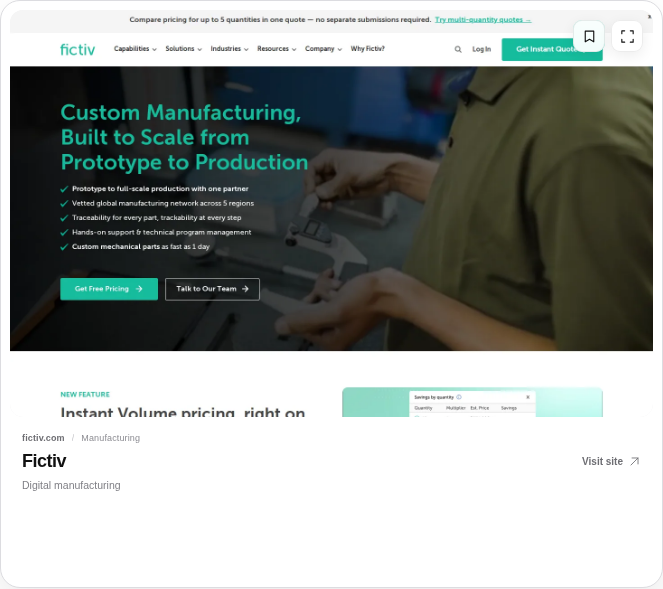 Compare pricing for up to 5 quantities in one quote — no separate submissions required. Try multi-quantity quotes →
x
fictiv
Capabilities Solutions Industries Resources Company Why Fictiv?
Log In
Get Instant Quote
Custom Manufacturing,
Built to Scale from
Prototype to Production
Prototype to full-scale production with one partner
Vetted global manufacturing network across 5 regions
Traceability for every part, trackability at every step
Hands-on support & technical program management
Custom mechanical parts as fast as 1 day
Get Free Pricing →
Talk to Our Team →
NEW FEATURE
Instant Volume pricing, right on
Savings by quantity
Quantity Multiplier Est. Price Savings
fictiv.com / Manufacturing
Fictiv
Visit site
Digital manufacturing